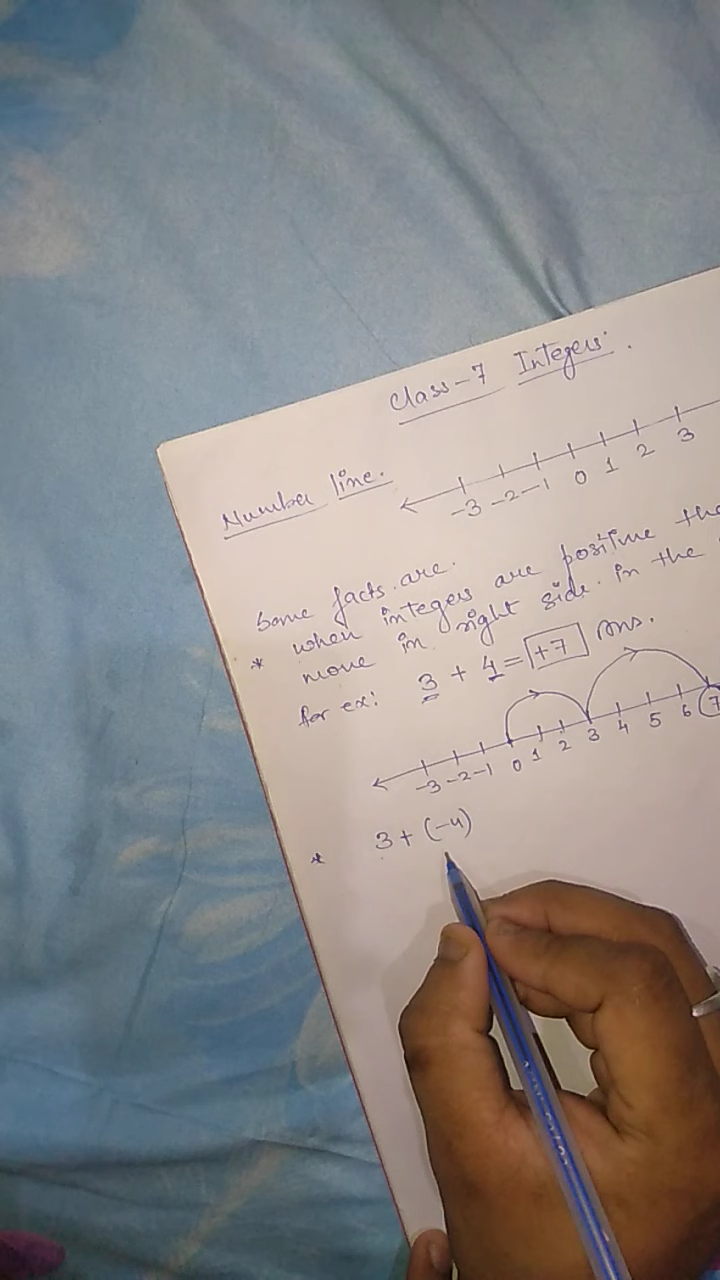 Class-7 Integers.
Number line.
-3 -2 -1 0 1 2 3
Some facts are.
* when integers are positive the
move in right side. in the
for ex: 3 + 4 = +7 Ans.
-3 -2 -1 0 1 2 3 4 5 6 7
* 3 + (-4)